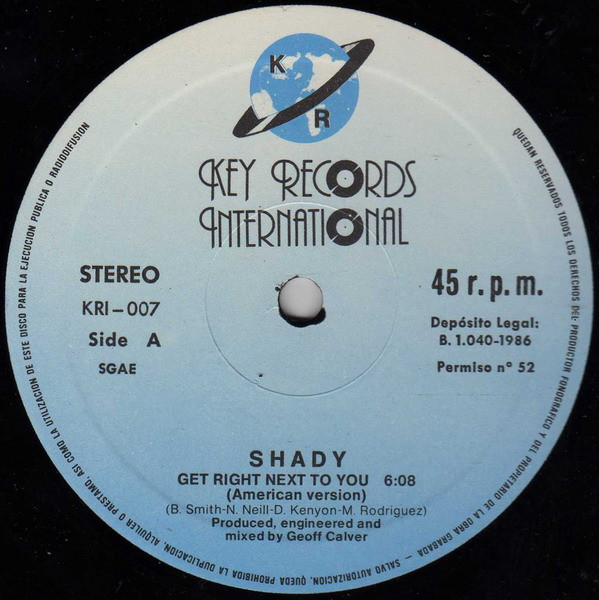 K
R
KEY RECORDS
INTERNATIONAL
STEREO
KRI-007
Side A
SGAE
45 r. p. m.
Depósito Legal:
B. 1.040-1986
Permiso nº 52
SHADY
GET RIGHT NEXT TO YOU 6:08
(American version)
(B. Smith-N. Neill-D. Kenyon-M. Rodriguez)
Produced, engineered and
mixed by Geoff Calver
QUEDAN RESERVADOS TODOS LOS DERECHOS DEL PRODUCTOR FONOGRAFICO Y DEL PROPIETARIO DE LA OBRA GRABADA - SALVO AUTORIZACION, QUEDA PROHIBIDA LA DUPLICACION, ALQUILER O PRESTAMO, ASI COMO LA UTILIZACION DE ESTE DISCO PARA LA EJECUCION PUBLICA O RADIODIFUSION